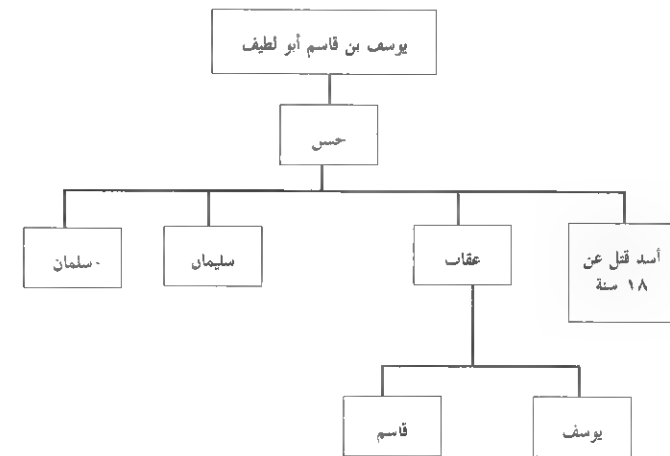 يوسف بن قاسم أبو لطيف
حسن
أسد قتل عن
١٨ سنة
عقاب
سليمان
سلمان
يوسف
قاسم